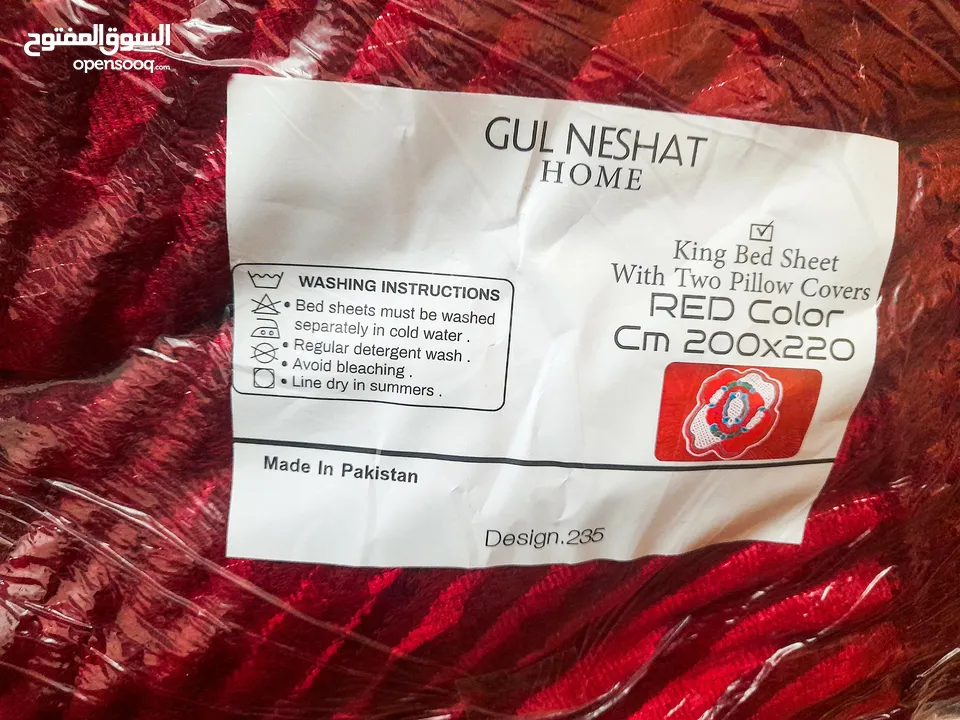 السوق المفتوح
opensooq.com
GUL NESHAT
HOME
King Bed Sheet
With Two Pillow Covers
RED Color
Cm 200x220
WASHING INSTRUCTIONS
• Bed sheets must be washed
separately in cold water .
• Regular detergent wash .
• Avoid bleaching .
• Line dry in summers .
Made In Pakistan
Design.235